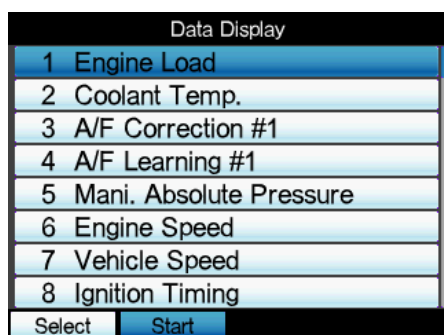 Data Display
1 Engine Load
2 Coolant Temp.
3 A/F Correction #1
4 A/F Learning #1
5 Mani. Absolute Pressure
6 Engine Speed
7 Vehicle Speed
8 Ignition Timing
Select Start